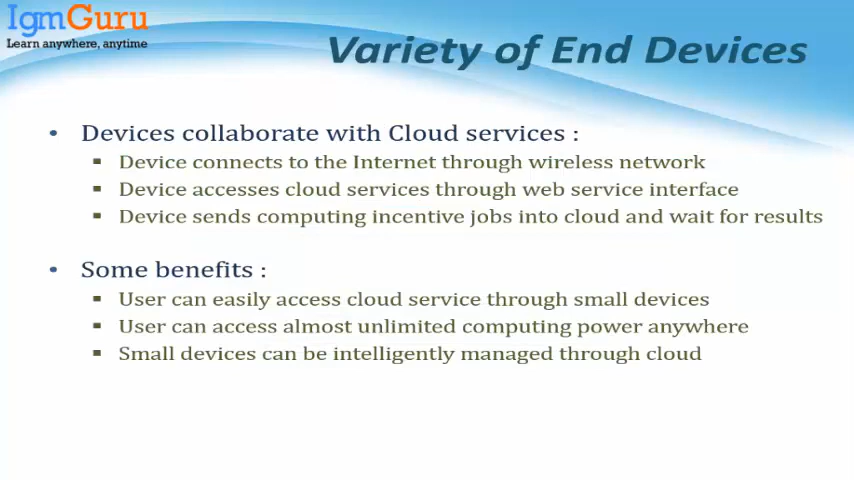 IgmGuru
Learn anywhere, anytime
Variety of End Devices
• Devices collaborate with Cloud services :
▪ Device connects to the Internet through wireless network
▪ Device accesses cloud services through web service interface
▪ Device sends computing incentive jobs into cloud and wait for results
• Some benefits :
▪ User can easily access cloud service through small devices
▪ User can access almost unlimited computing power anywhere
▪ Small devices can be intelligently managed through cloud